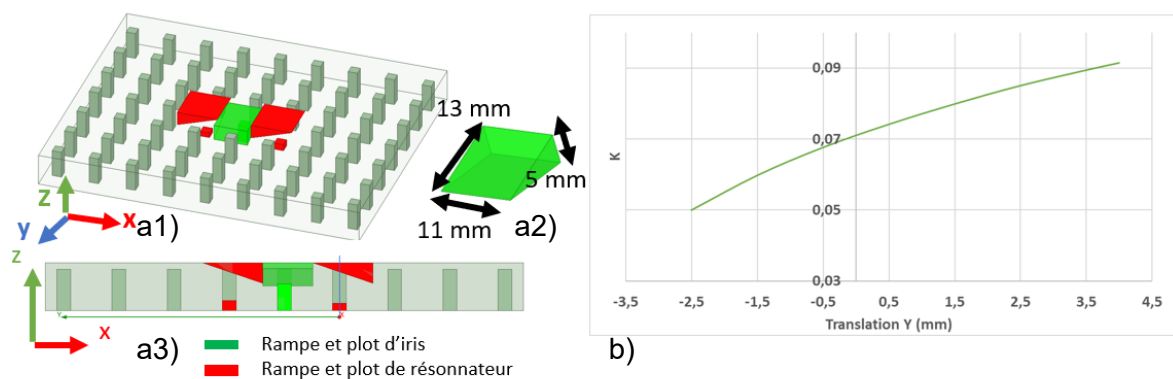 13 mm
5 mm
11 mm
Z
x
y
a1)
a2)
Z
X
a3)
Rampe et plot d'iris
Rampe et plot de résonnateur
b)
K
0,09
0,07
0,05
0,03
-3,5 -2,5 -1,5 -0,5 0,5 1,5 2,5 3,5 4,5
Translation Y (mm)